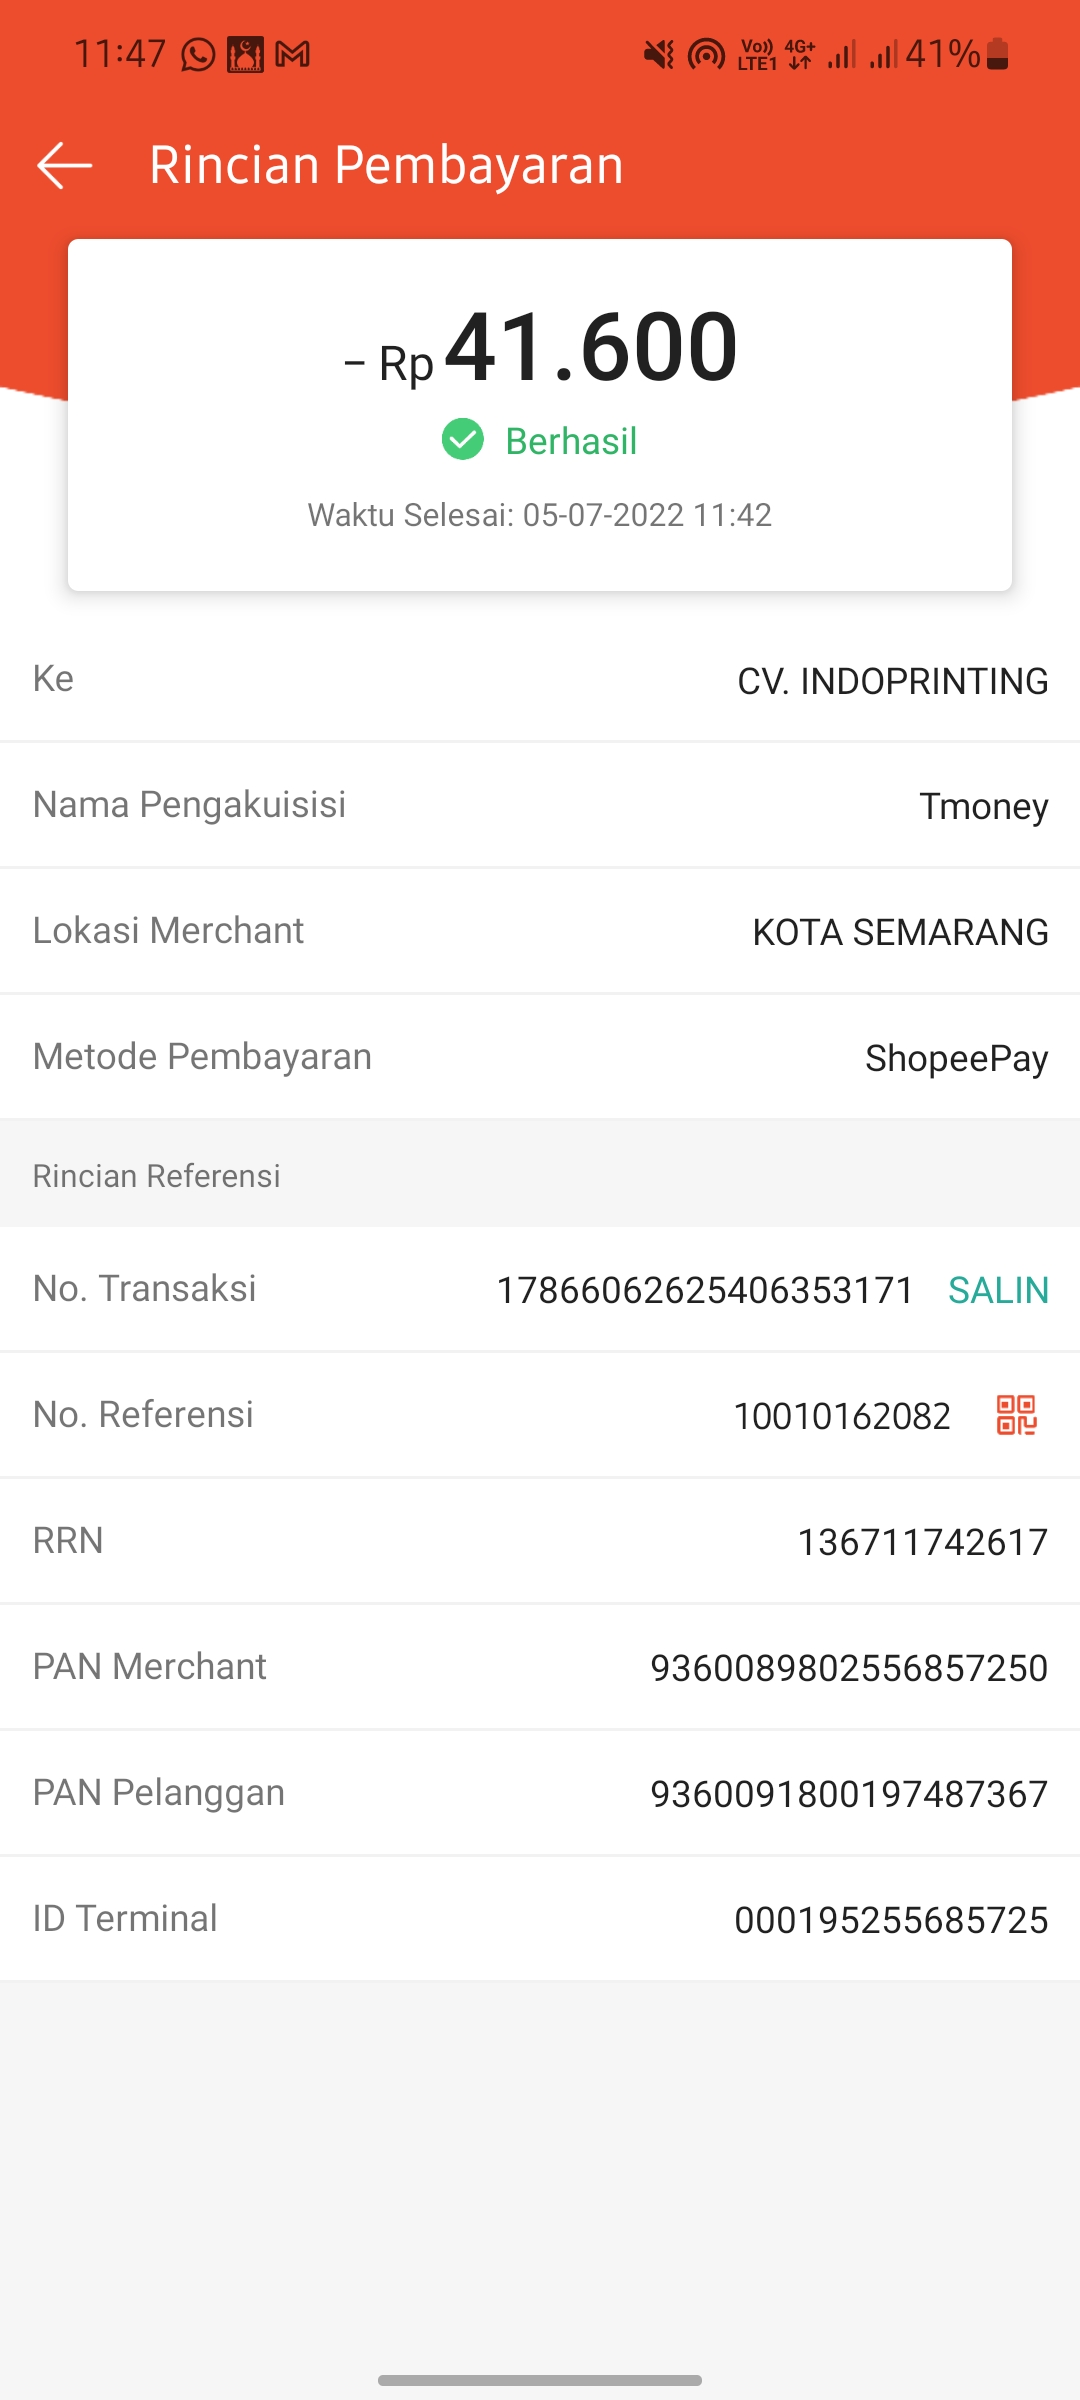 11:47 Vo)) LTE1 4G+ 41%
Rincian Pembayaran
- Rp 41.600
Berhasil
Waktu Selesai: 05-07-2022 11:42
Ke CV. INDOPRINTING
Nama Pengakuisisi Tmoney
Lokasi Merchant KOTA SEMARANG
Metode Pembayaran ShopeePay
Rincian Referensi
No. Transaksi 17866062625406353171 SALIN
No. Referensi 10010162082
RRN 136711742617
PAN Merchant 9360089802556857250
PAN Pelanggan 9360091800197487367
ID Terminal 000195255685725